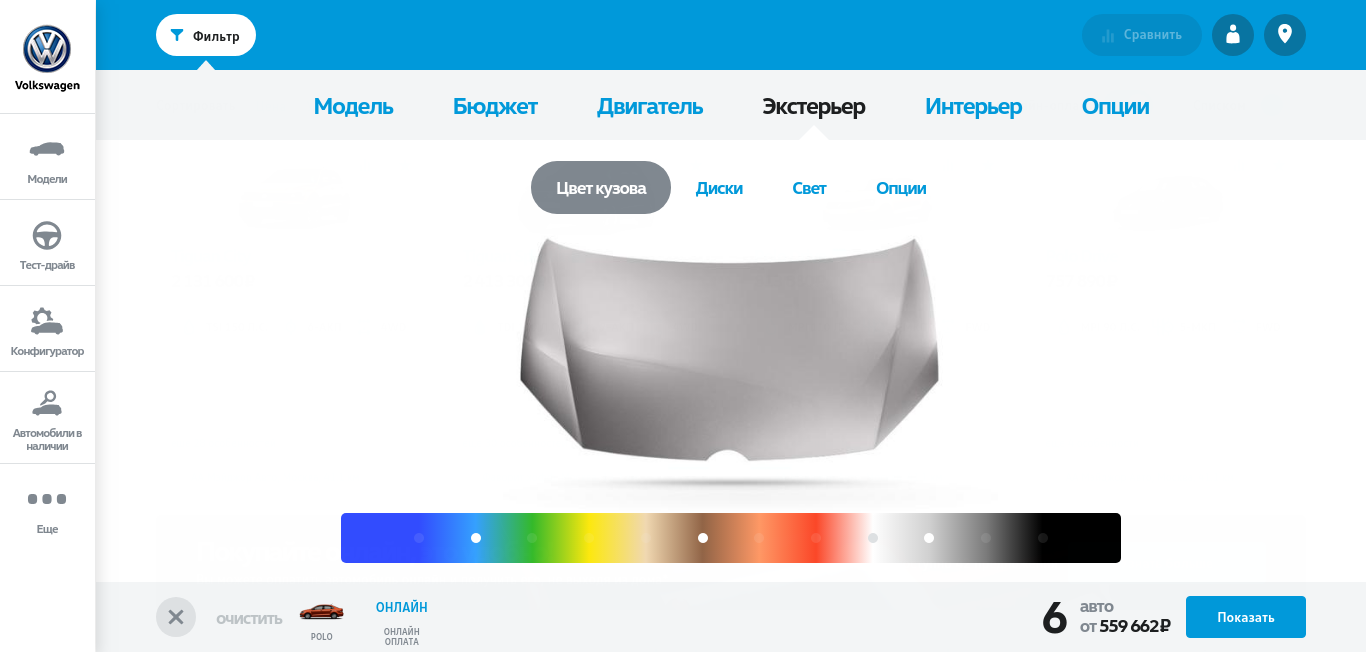 Фильтр
Сравнить
Volkswagen
Модель
Бюджет
Двигатель
Экстерьер
Интерьер
Опции
Модели
Цвет кузова
Диски
Свет
Опции
Тест-драйв
Конфигуратор
Автомобили в
наличии
Еще
ОЧИСТИТЬ
POLO
ОНЛАЙН
ОНЛАЙН
ОПЛАТА
6
авто
от 559 662₽
Показать